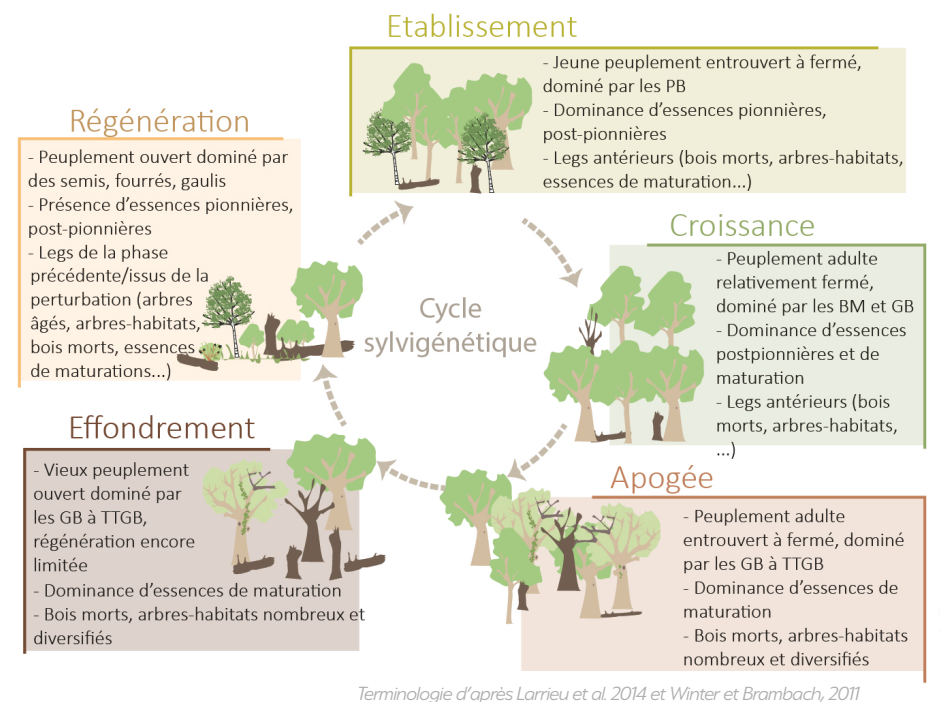 Etablissement
- Jeune peuplement entrouvert à fermé,
dominé par les PB
- Dominance d'essences pionnières,
post-pionnières
- Legs antérieurs (bois morts, arbres-habitats,
essences de maturation...)
Régénération
- Peuplement ouvert dominé par
des semis, fourrés, gaulis
- Présence d'essences pionnières,
post-pionnières
- Legs de la phase
précédente/issus de la
perturbation (arbres
âgés, arbres-habitats,
bois morts, essences
de maturations...)
Croissance
- Peuplement adulte
relativement fermé,
dominé par les BM et GB
- Dominance d'essences
postpionnières et de
maturation
- Legs antérieurs (bois
morts, arbres-habitats,
...)
Cycle
sylvigénétique
Effondrement
- Vieux peuplement
ouvert dominé par
les GB à TTGB,
régénération encore
limitée
- Dominance d'essences de maturation
- Bois morts, arbres-habitats nombreux et
diversifiés
Apogée
- Peuplement adulte
entrouvert à fermé, dominé
par les GB à TTGB
- Dominance d'essences de
maturation
- Bois morts, arbres-habitats
nombreux et diversifiés
Terminologie d'après Larrieu et al. 2014 et Winter et Brambach, 2011